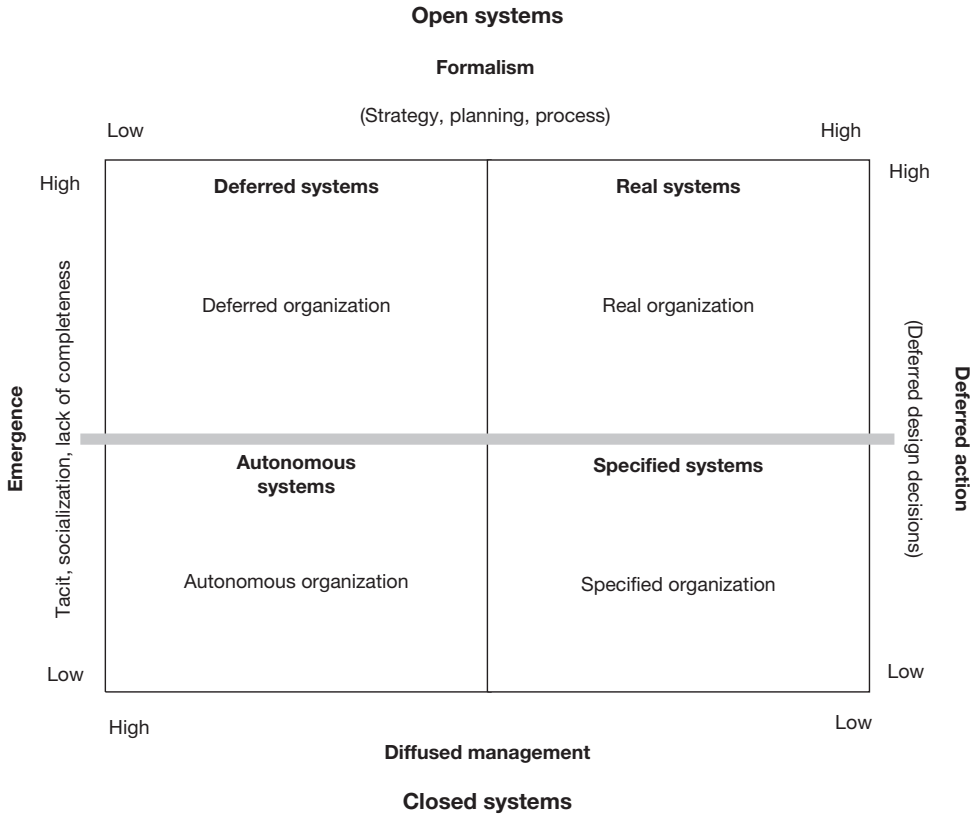 Open systems
Formalism
(Strategy, planning, process)
Low
High
High
High
Deferred systems
Real systems
Deferred organization
Real organization
Emergence
Tacit, socialization, lack of completeness
(Deferred design decisions)
Deferred action
Autonomous
systems
Specified systems
Autonomous organization
Specified organization
Low
Low
High
Low
Diffused management
Closed systems